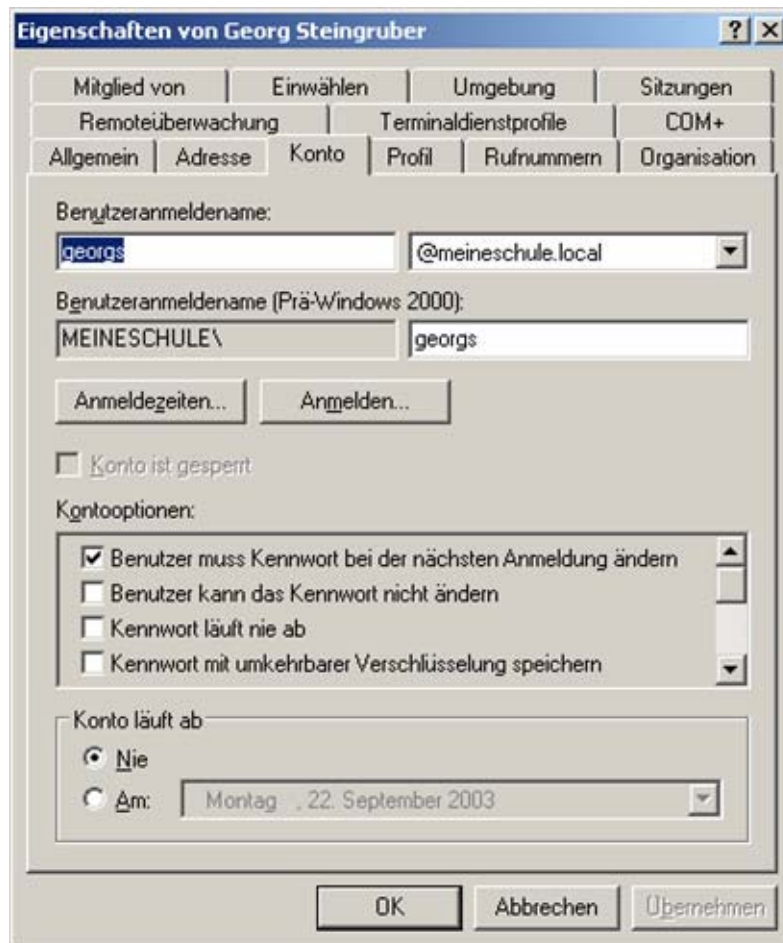 Eigenschaften von Georg Steingruber
Mitglied von Einwählen Umgebung Sitzungen
Remoteüberwachung Terminaldienstprofile COM+
Allgemein Adresse Konto Profil Rufnummern Organisation
Benutzeranmeldename:
georgs @meineschule.local
Benutzeranmeldename (Prä-Windows 2000):
MEINESCHULE\ georgs
Anmeldezeiten... Anmelden...
Konto ist gesperrt
Kontooptionen:
Benutzer muss Kennwort bei der nächsten Anmeldung ändern
Benutzer kann das Kennwort nicht ändern
Kennwort läuft nie ab
Kennwort mit umkehrbarer Verschlüsselung speichern
Konto läuft ab
Nie
Am: Montag , 22. September 2003
OK Abbrechen Übernehmen